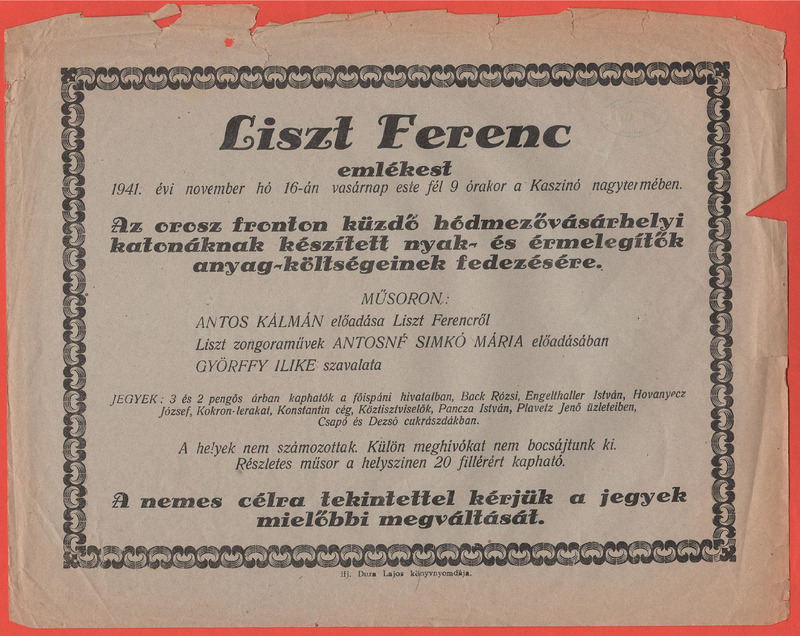 Liszt Ferenc
emlékest
1941. évi november hó 16-án vasárnap este fél 9 órakor a Kaszinó nagytermében.
Az orosz fronton küzdő hódmezővásárhelyi
katonáknak készített nyak- és érmelegítők
anyag-költségeinek fedezésére.
MŰSORON:
ANTOS KÁLMÁN előadása Liszt Ferencről
Liszt zongoraművek ANTOSNÉ SIMKÓ MÁRIA előadásában
GYÖRFFY ILIKE szavalata
JEGYEK: 3 és 2 pengős árban kaphatók a főispáni hivatalban, Back Rózsi, Engelthaller István, Hovanyecz
József, Kokron-lerakat, Konstantin cég, Köztisztviselők, Pancza István, Plavetz Jenő üzleteiben,
Csapó és Dezső cukrászdákban.
A helyek nem számozottak. Külön meghivókat nem bocsájtunk ki.
Részletes műsor a helyszinen 20 fillérért kapható.
A nemes célra tekintettel kérjük a jegyek
mielőbbi megváltását.
ifj. Dura Lajos könyvnyomdája.